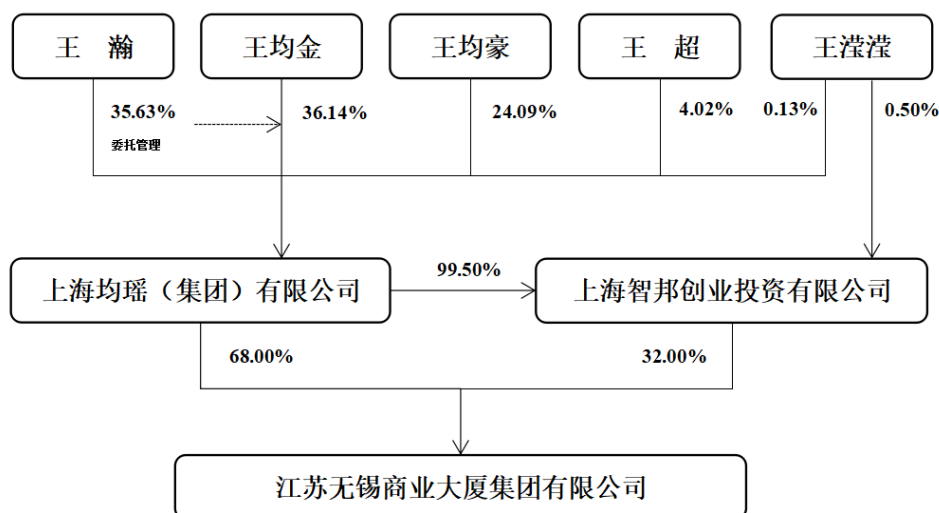 王 瀚
王均金
王均豪
王 超
王滢滢
35.63%
36.14%
24.09%
4.02%
0.13%
0.50%
委托管理
上海均瑶（集团）有限公司
99.50%
上海智邦创业投资有限公司
68.00%
32.00%
江苏无锡商业大厦集团有限公司